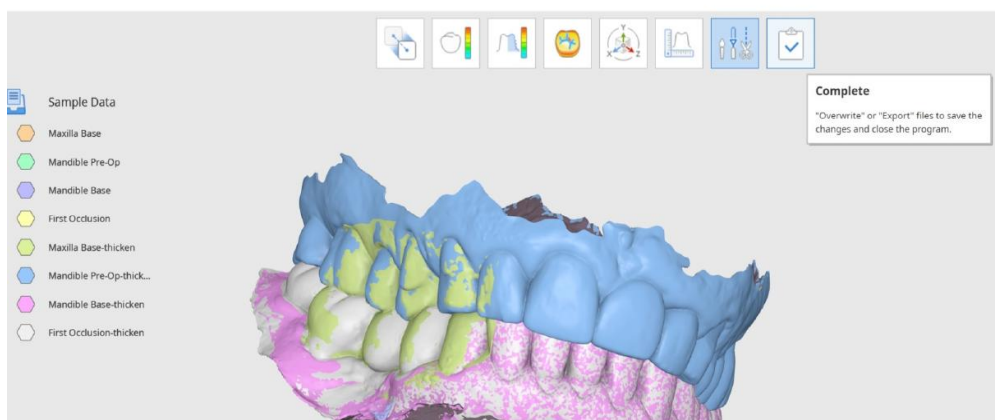 Complete
"Overwrite" or "Export" files to save the
changes and close the program.
Sample Data
Maxilla Base
Mandible Pre-Op
Mandible Base
First Occlusion
Maxilla Base-thicken
Mandible Pre-Op-thick...
Mandible Base-thicken
First Occlusion-thicken